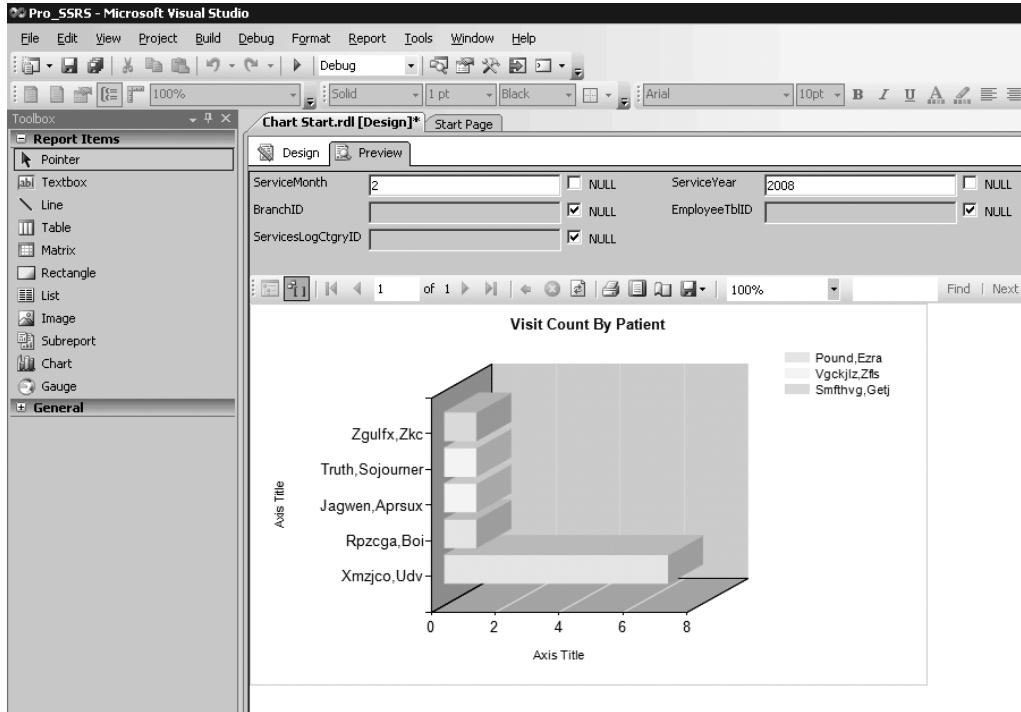 Pro_SSRS - Microsoft Visual Studio
File Edit View Project Build Debug Format Report Tools Window Help
Debug
100% Solid 1 pt Black Arial 10pt B I U A
Toolbox
Chart Start.rdl [Design]* Start Page
Report Items
Pointer
Textbox
Line
Table
Matrix
Rectangle
List
Image
Subreport
Chart
Gauge
General
Design Preview
ServiceMonth 2 NULL ServiceYear 2008 NULL
BranchID NULL EmployeeTblID NULL
ServicesLogCtgryID NULL
1 of 1 100% Find | Next
Visit Count By Patient
Pound,Ezra
Vgckjlz,Zfls
Smfthvg,Getj
Zgulfx,Zkc
Truth,Sojourner
Jagwen,Aprsux
Rpzcga,Boi
Xmzjco,Udv
Axis Title
0 2 4 6 8
Axis Title